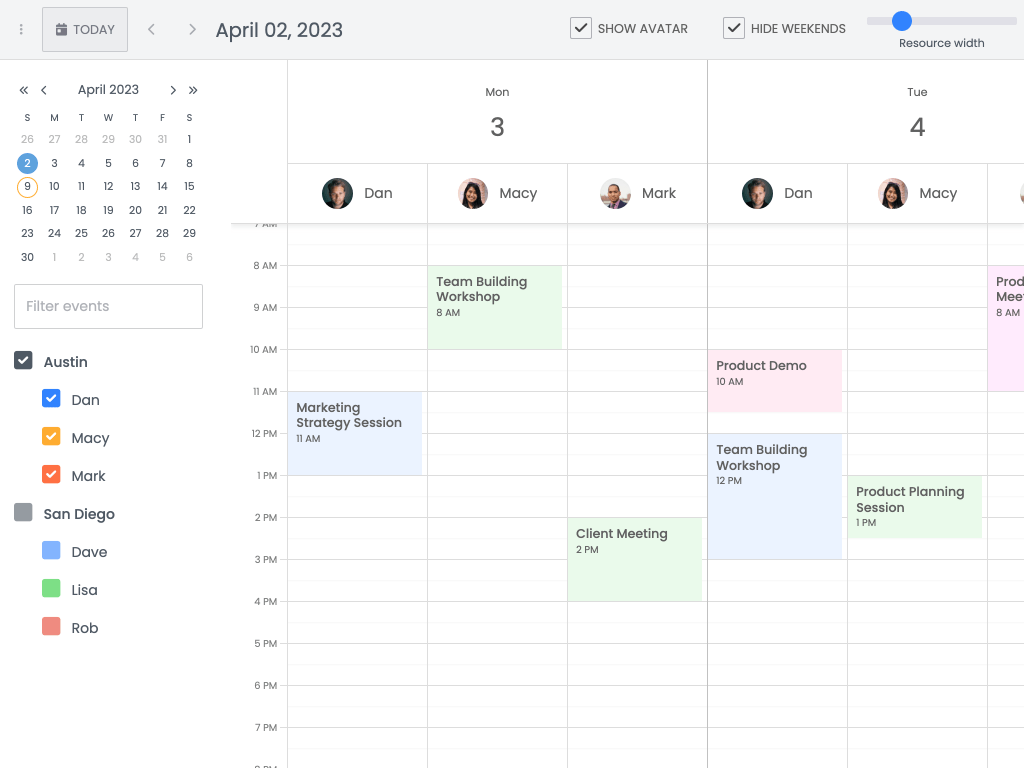 TODAY
April 02, 2023
SHOW AVATAR
HIDE WEEKENDS
Resource width
April 2023
S M T W T F S
26 27 28 29 30 31 1
2 3 4 5 6 7 8
9 10 11 12 13 14 15
16 17 18 19 20 21 22
23 24 25 26 27 28 29
30 1 2 3 4 5 6
Filter events
Austin
Dan
Macy
Mark
San Diego
Dave
Lisa
Rob
Mon
3
Tue
4
Dan
Macy
Mark
Dan
Macy
7 AM
8 AM
9 AM
10 AM
11 AM
12 PM
1 PM
2 PM
3 PM
4 PM
5 PM
6 PM
7 PM
Marketing
Strategy Session
11 AM
Team Building
Workshop
8 AM
Client Meeting
2 PM
Product Demo
10 AM
Team Building
Workshop
12 PM
Product Planning
Session
1 PM
8 AM